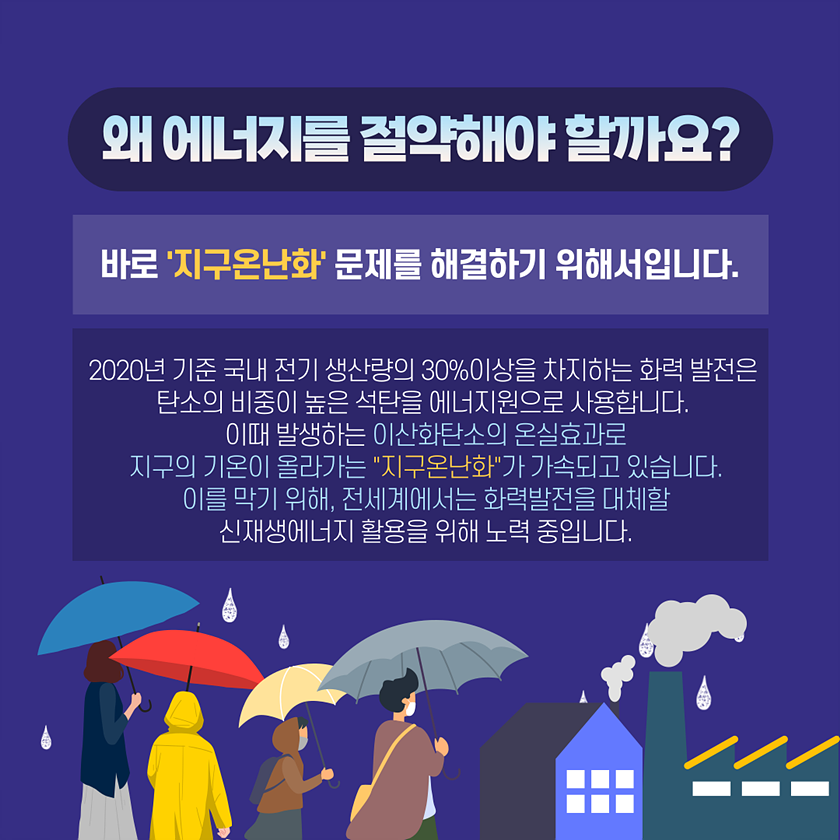 왜 에너지를 절약해야 할까요?
바로 '지구온난화' 문제를 해결하기 위해서입니다.
2020년 기준 국내 전기 생산량의 30%이상을 차지하는 화력 발전은
탄소의 비중이 높은 석탄을 에너지원으로 사용합니다.
이때 발생하는 이산화탄소의 온실효과로
지구의 기온이 올라가는 "지구온난화"가 가속되고 있습니다.
이를 막기 위해, 전세계에서는 화력발전을 대체할
신재생에너지 활용을 위해 노력 중입니다.